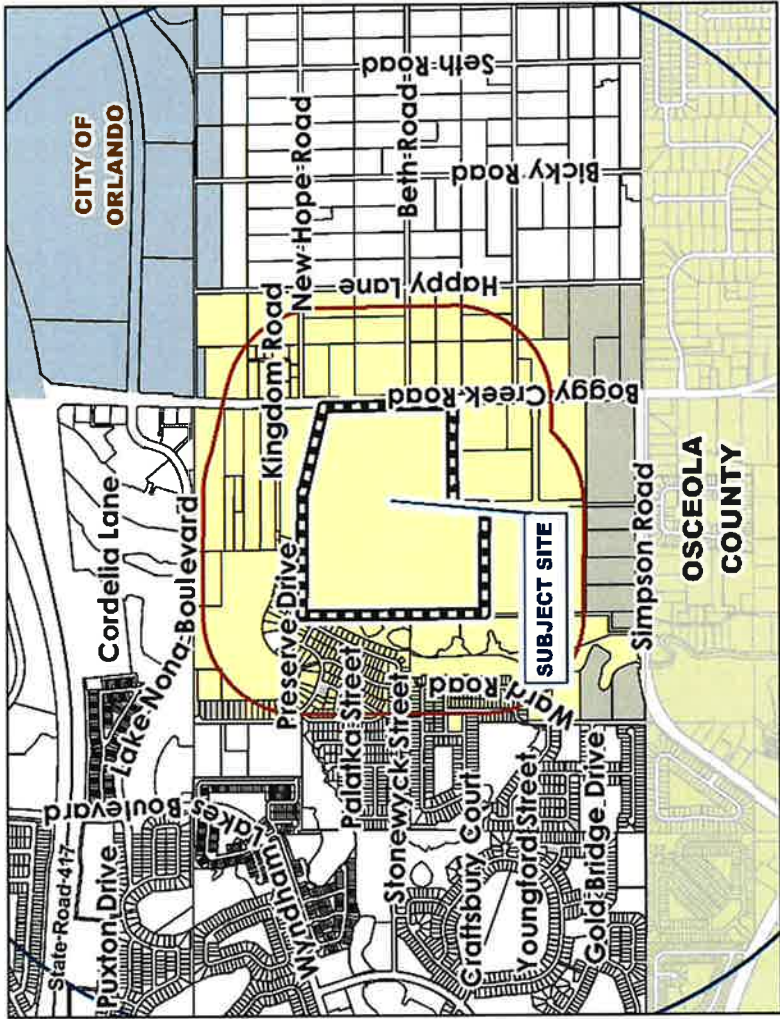 CITY OF
ORLANDO
Seth Road
New Hope Road
Beth Road
Bicky Road
Happy Lane
Kingdom Road
Boggy Creek Road
Cordelia Lane
Lake Nona Boulevard
Preserve Drive
SUBJECT SITE
OSCEOLA
COUNTY
Simpson Road
Ward Road
Palatka Street
Stonewyck Street
State Road 417
Puxton Drive
Wyndham Lakes Boulevard
Craftsbury Court
Youngford Street
Gold Bridge Drive